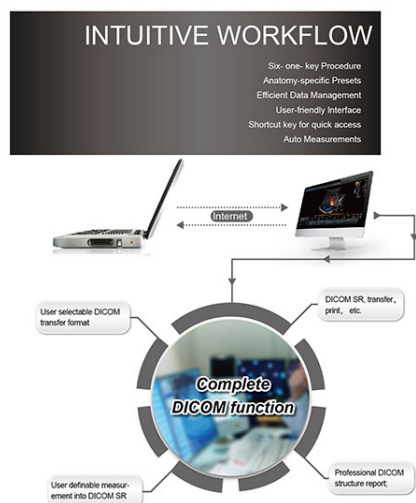 INTUITIVE WORKFLOW
Six- one- key Procedure
Anatomy-specific Presets
Efficient Data Management
User-friendly Interface
Shortcut key for quick access
Auto Measurements
Internet
User selectable DICOM
transfer format
DICOM SR, transfer,
print, etc.
Complete
DICOM function
User definable measur-
ement into DICOM SR
Professional DICOM
structure report;